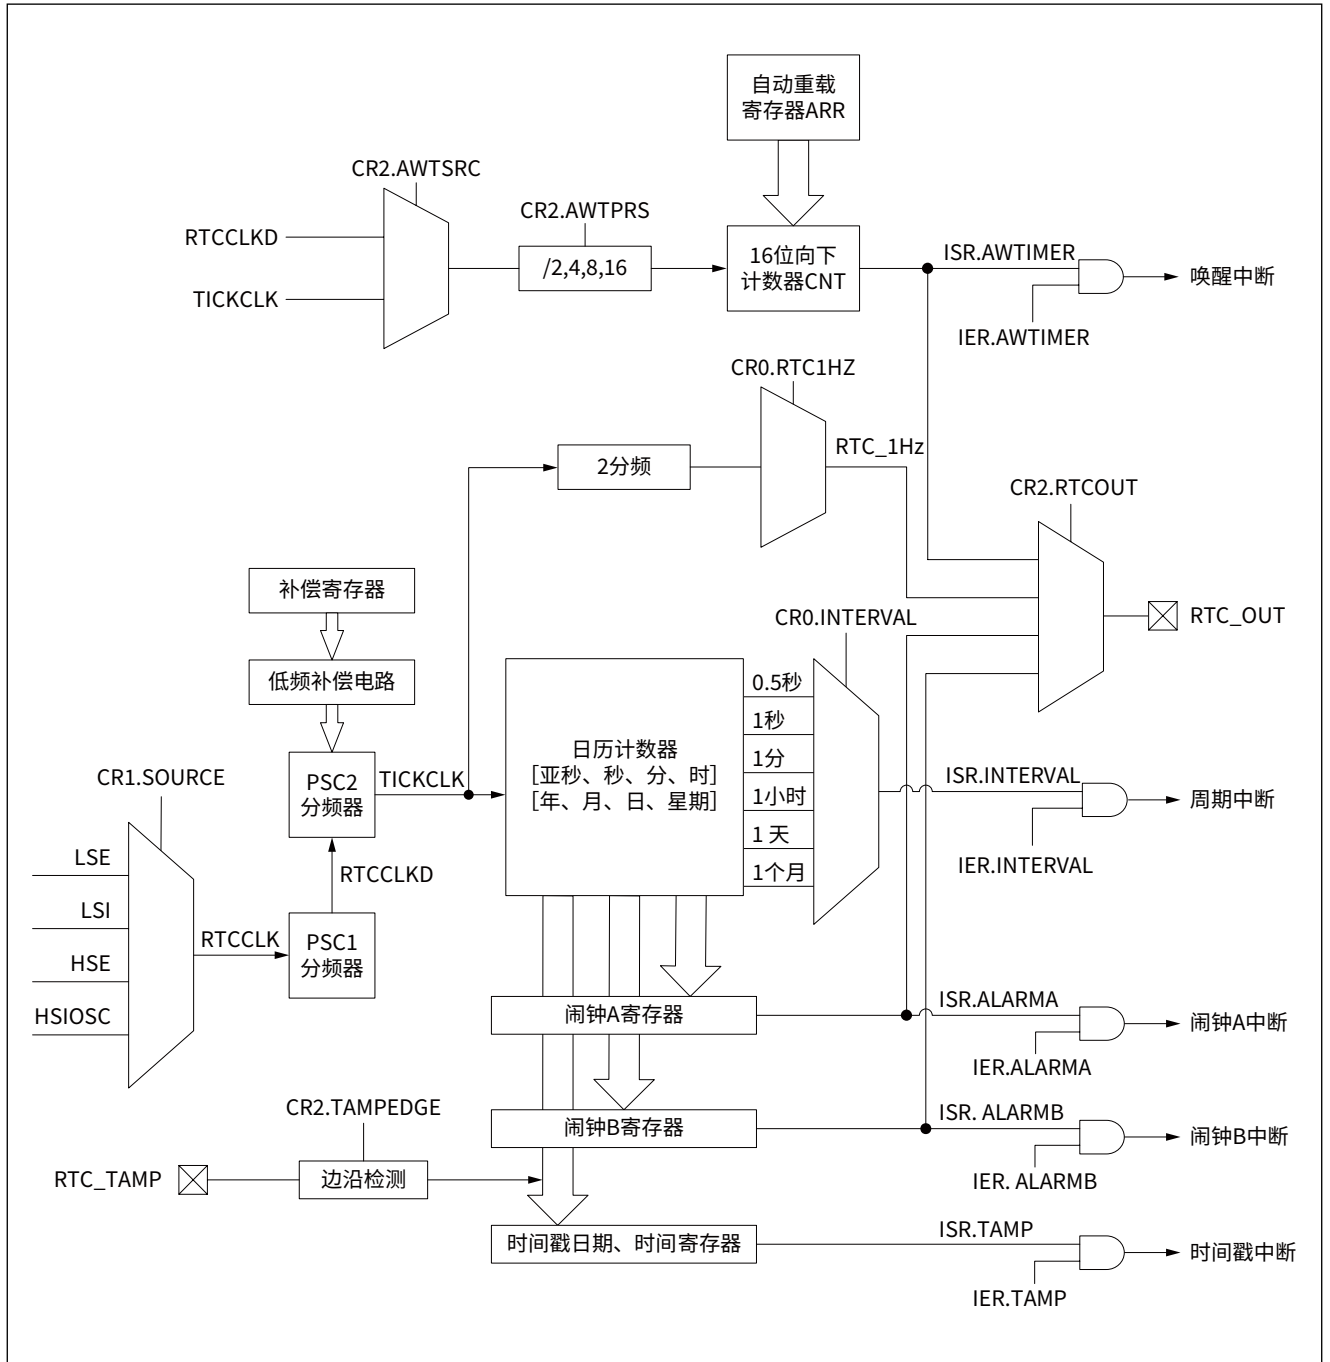 自动重载
寄存器ARR
CR2.AWTSRC
CR2.AWTPRS
RTCCLKD
/2,4,8,16
16位向下
计数器CNT
ISR.AWTIMER
唤醒中断
TICKCLK
IER.AWTIMER
CR0.RTC1HZ
RTC_1Hz
2分频
CR2.RTCOUT
补偿寄存器
CR0.INTERVAL
RTC_OUT
低频补偿电路
0.5秒
1秒
1分
1小时
1 天
1个月
日历计数器
[亚秒、秒、分、时]
[年、月、日、星期]
CR1.SOURCE
PSC2
分频器
TICKCLK
ISR.INTERVAL
周期中断
IER.INTERVAL
LSE
RTCCLKD
LSI
RTCCLK
PSC1
分频器
HSE
HSIOSC
闹钟A寄存器
ISR.ALARMA
闹钟A中断
IER.ALARMA
CR2.TAMPEDGE
闹钟B寄存器
ISR. ALARMB
闹钟B中断
IER. ALARMB
RTC_TAMP
边沿检测
时间戳日期、时间寄存器
ISR.TAMP
时间戳中断
IER.TAMP